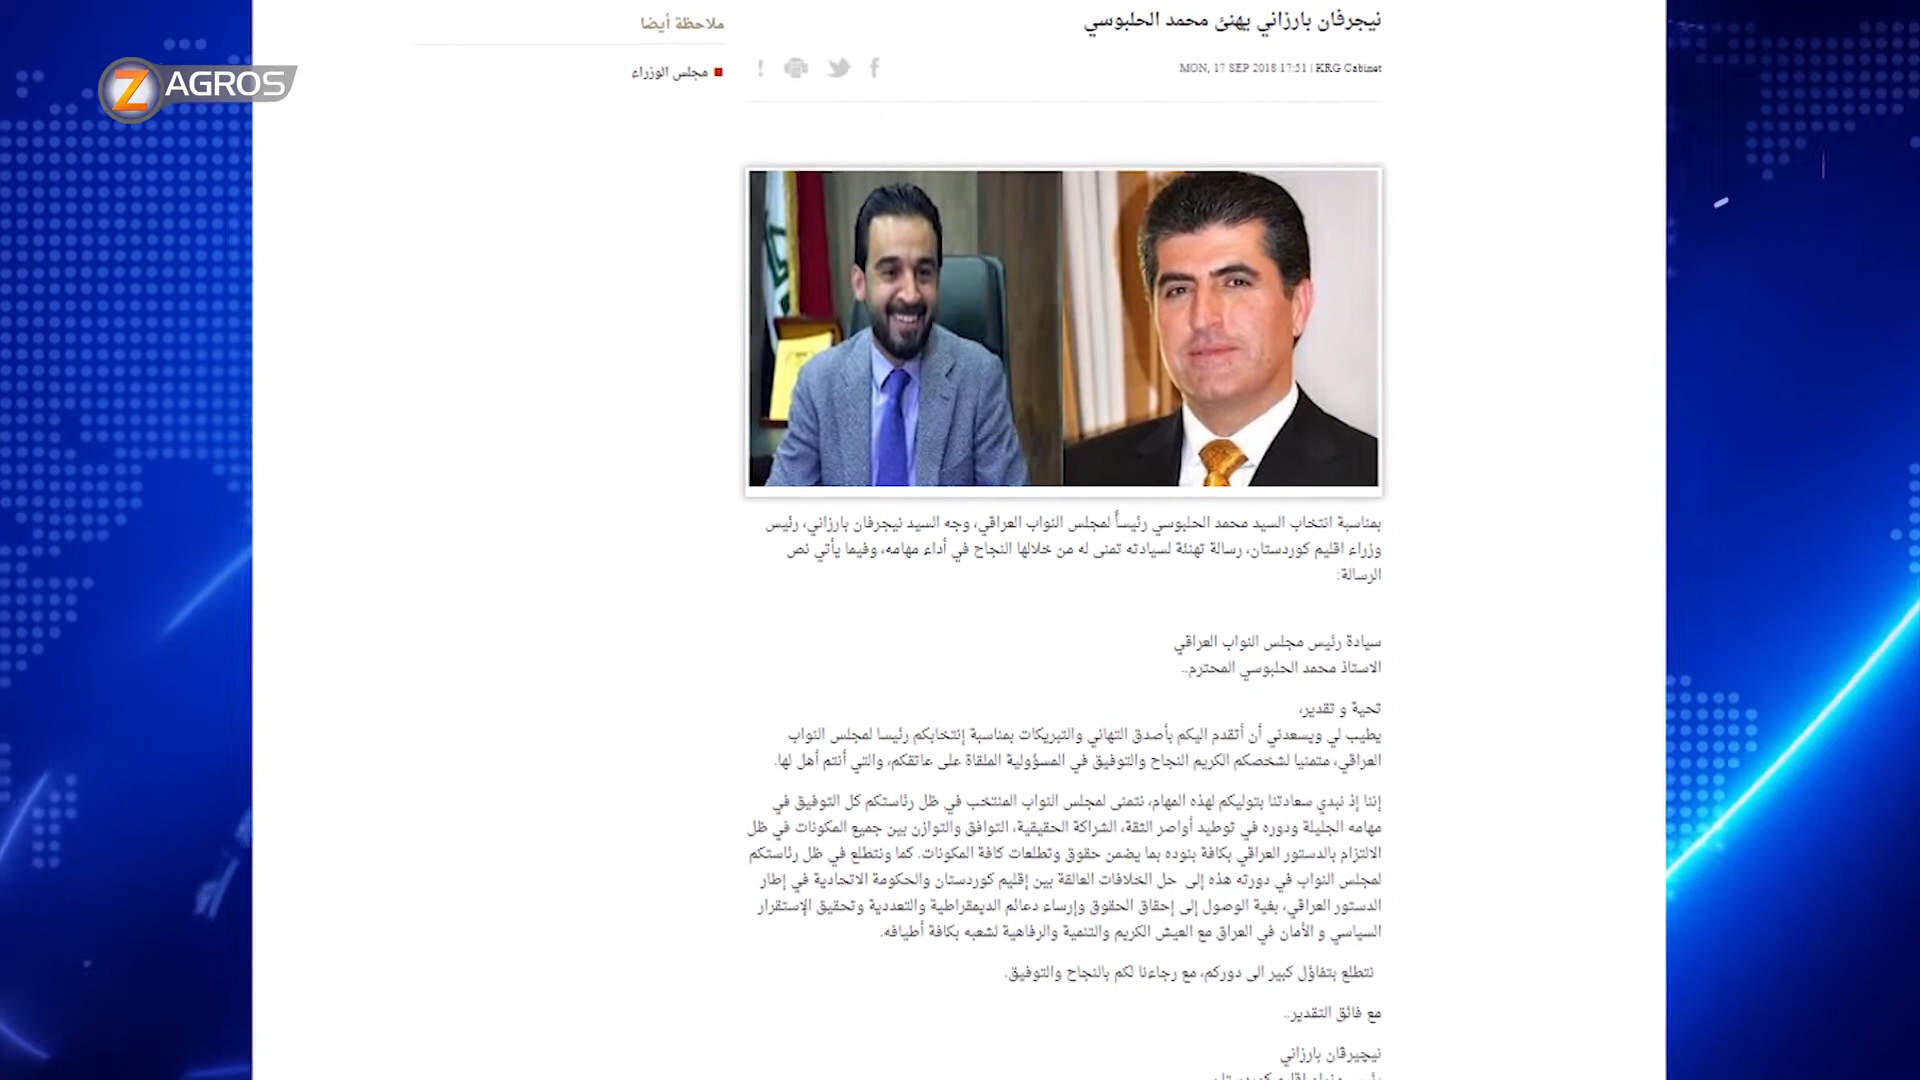 ZAGROS
نيجرفان بارزاني يهنئ محمد الحلبوسي
MON, 17 SEP 2018 17:51 | KRG Cabinet
ملاحظة أيضا
مجلس الوزراء
بمناسبة انتخاب السيد محمد الحلبوسي رئيساً لمجلس النواب العراقي، وجه السيد نيجرفان بارزاني، رئيس
وزراء اقليم كوردستان، رسالة تهنئة لسيادته تمنى له من خلالها النجاح في أداء مهامه، وفيما يأتي نص
الرسالة:
سيادة رئيس مجلس النواب العراقي
الاستاذ محمد الحلبوسي المحترم..
تحية و تقدير،
يطيب لي ويسعدني أن أتقدم اليكم بأصدق التهاني والتبريكات بمناسبة إنتخابكم رئيسا لمجلس النواب
العراقي، متمنيا لشخصكم الكريم النجاح والتوفيق في المسؤولية الملقاة على عاتقكم، والتي أنتم أهل لها.
إننا إذ نبدي سعادتنا بتوليكم لهذه المهام، نتمنى لمجلس النواب المنتخب في ظل رئاستكم كل التوفيق في
مهامه الجليلة ودوره في توطيد أواصر الثقة، الشراكة الحقيقية، التوافق والتوازن بين جميع المكونات في ظل
الالتزام بالدستور العراقي بكافة بنوده بما يضمن حقوق وتطلعات كافة المكونات. كما ونتطلع في ظل رئاستكم
لمجلس النواب في دورته هذه إلى حل الخلافات العالقة بين إقليم كوردستان والحكومة الاتحادية في إطار
الدستور العراقي، بغية الوصول إلى إحقاق الحقوق وإرساء دعائم الديمقراطية والتعددية وتحقيق الإستقرار
السياسي و الأمان في العراق مع العيش الكريم والتنمية والرفاهية لشعبه بكافة أطيافه.
نتطلع بتفاؤل كبير الى دوركم، مع رجاءنا لكم بالنجاح والتوفيق.
مع فائق التقدير..
نيچيرڤان بارزاني